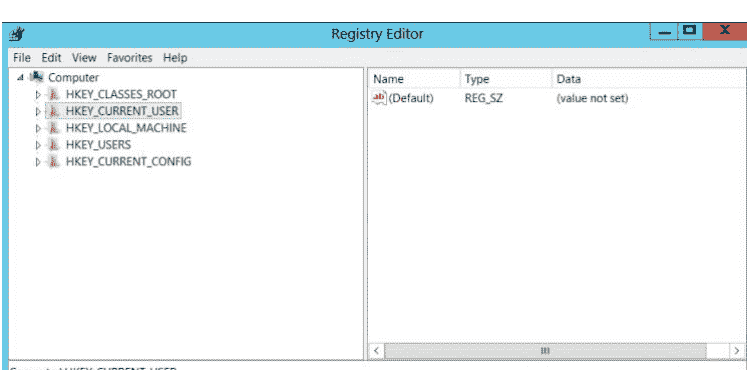 Registry Editor
File Edit View Favorites Help
Computer
HKEY_CLASSES_ROOT
HKEY_CURRENT_USER
HKEY_LOCAL_MACHINE
HKEY_USERS
HKEY_CURRENT_CONFIG
Name Type Data
ab (Default) REG_SZ (value not set)